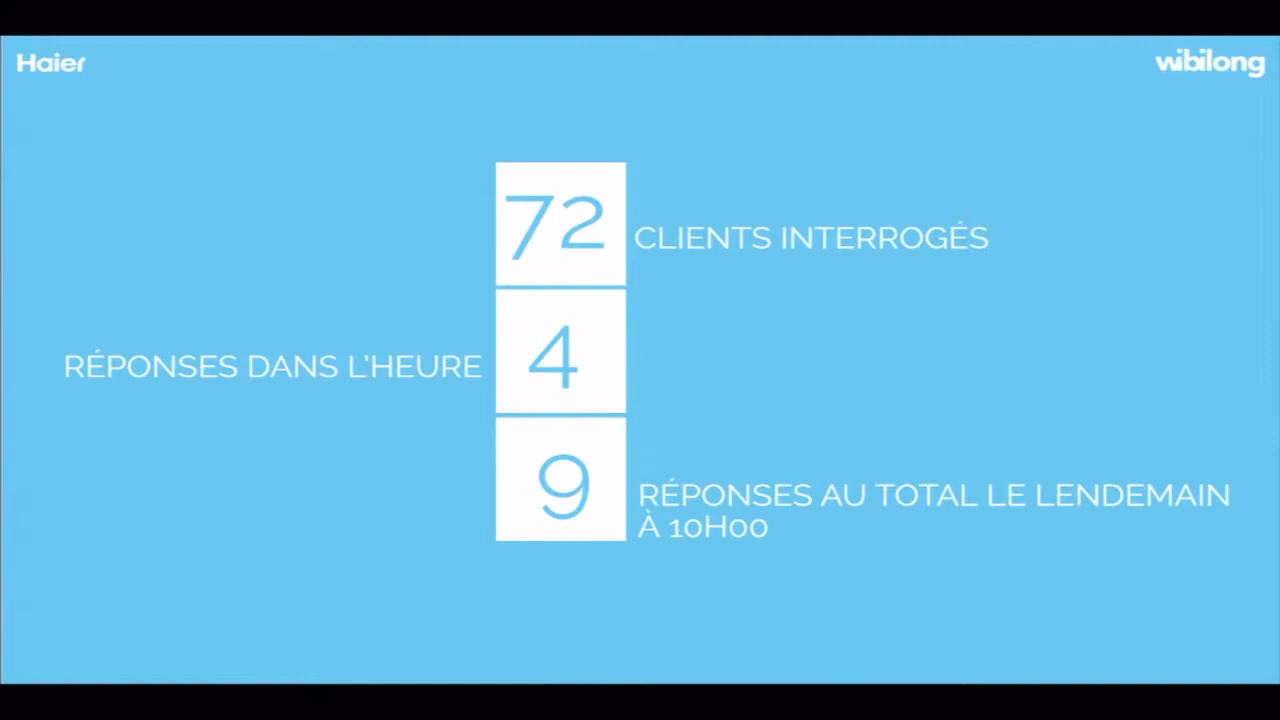 Haier
wibilong
72
CLIENTS INTERROGÉS
RÉPONSES DANS L'HEURE
4
9
RÉPONSES AU TOTAL LE LENDEMAIN
À 10H00